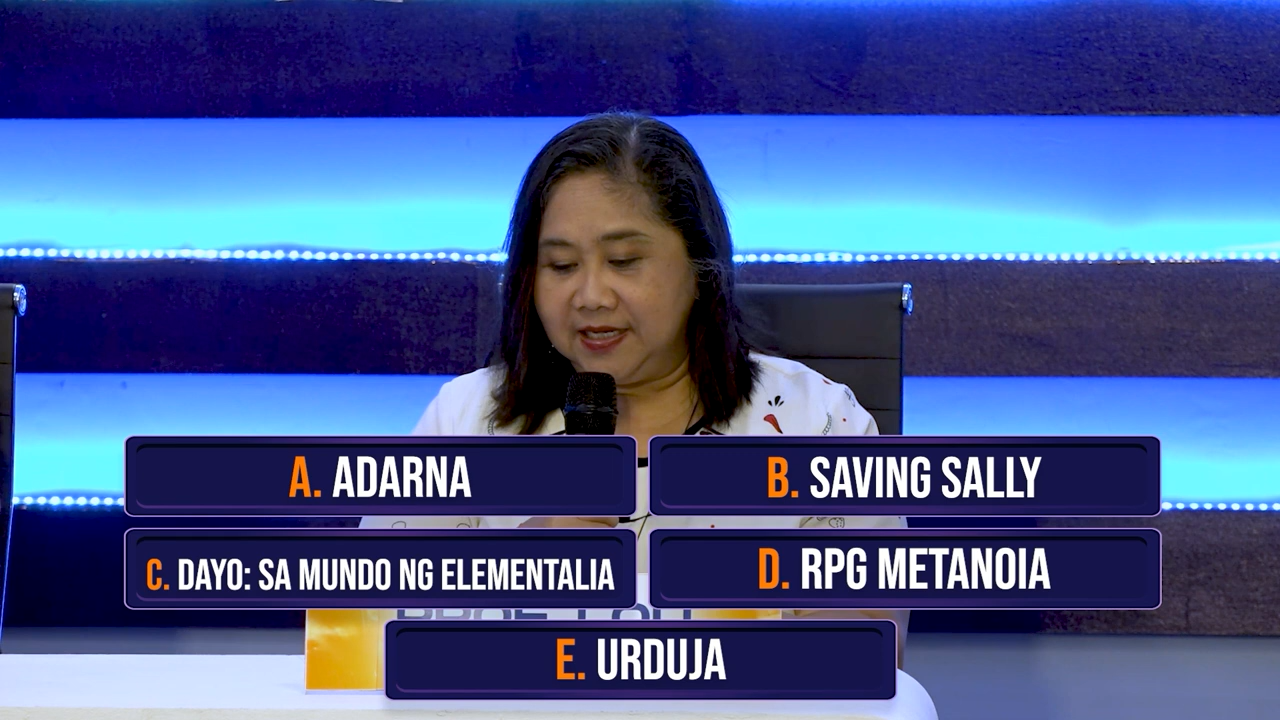 A. ADARNA
B. SAVING SALLY
C. DAYO: SA MUNDO NG ELEMENTALIA
D. RPG METANOIA
E. URDUJA